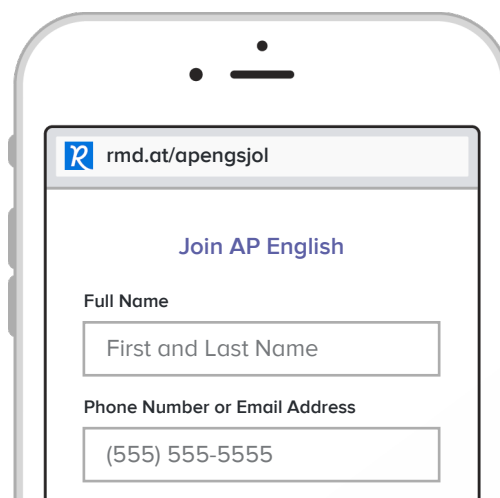 rmd.at/apengsjol
Join AP English
Full Name
First and Last Name
Phone Number or Email Address
(555) 555-5555